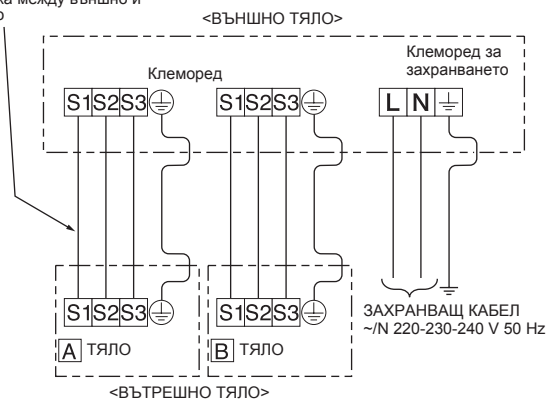 между външно и
<ВЪНШНО ТЯЛО>
Клеморед
Клеморед за
захранването
S1 S2 S3
S1 S2 S3
L N
S1 S2 S3
S1 S2 S3
A ТЯЛО
B ТЯЛО
ЗАХРАНВАЩ КАБЕЛ
~/N 220-230-240 V 50 Hz
<ВЪТРЕШНО ТЯЛО>